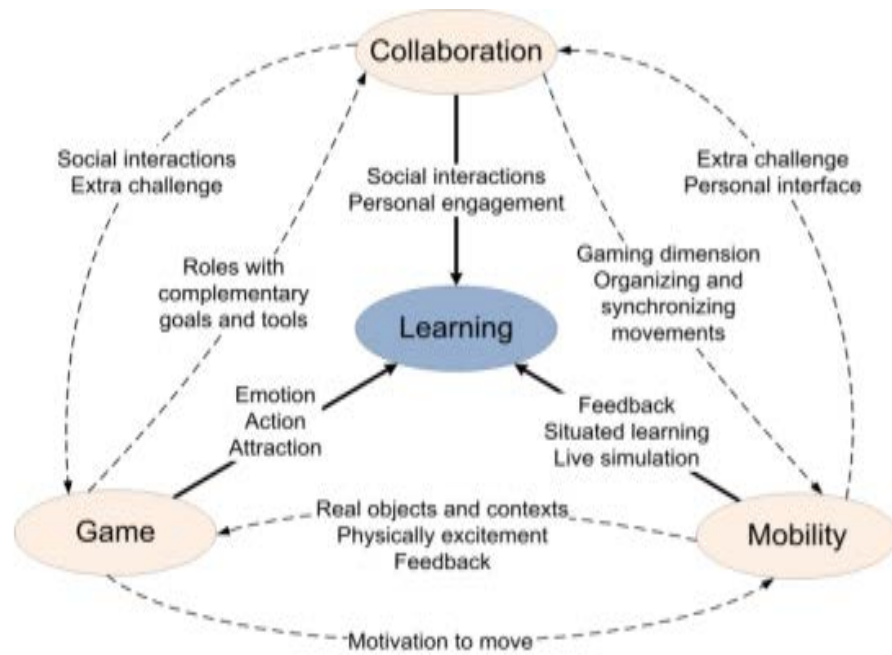 Collaboration
Social interactions
Extra challenge
Social interactions
Personal engagement
Extra challenge
Personal interface
Roles with
complementary
goals and tools
Gaming dimension
Organizing and
synchronizing
movements
Learning
Emotion
Action
Attraction
Feedback
Situated learning
Live simulation
Game
Real objects and contexts
Physically excitement
Feedback
Mobility
Motivation to move